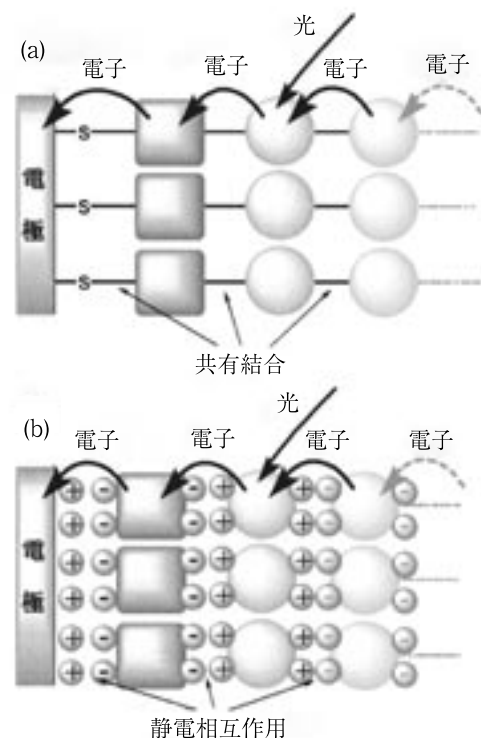 (a)
光
電子 電子 電子 電子
電極
S
S
S
共有結合
(b)
光
電子 電子 電子 電子
電極
+ - - + + - -
+ - - + + - -
+ - - + + - -
+ - - + + - -
+ - - + + - -
+ - - + + - -
静電相互作用